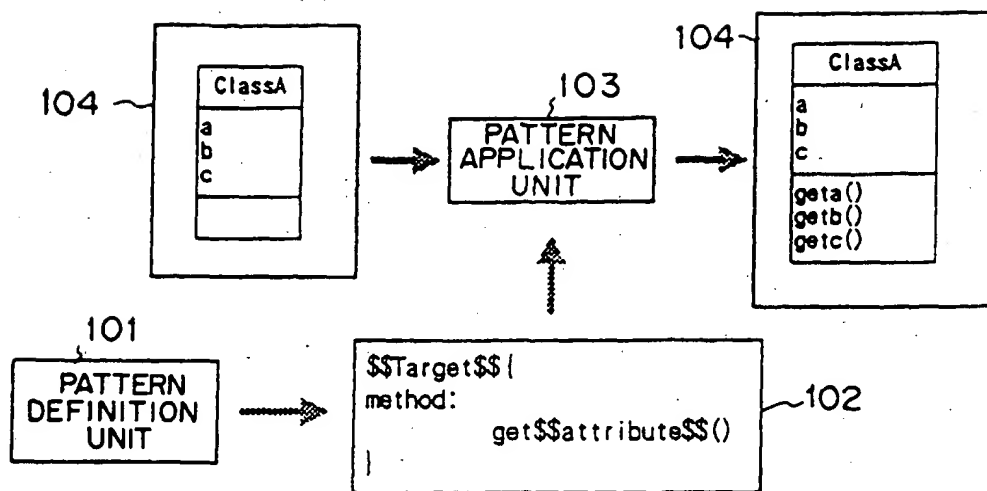 104
ClassA
a
b
c
103
PATTERN
APPLICATION
UNIT
104
ClassA
a
b
c
geta()
getb()
getc()
101
PATTERN
DEFINITION
UNIT
$$Target$${
method:
get$$attribute$$()
}
102